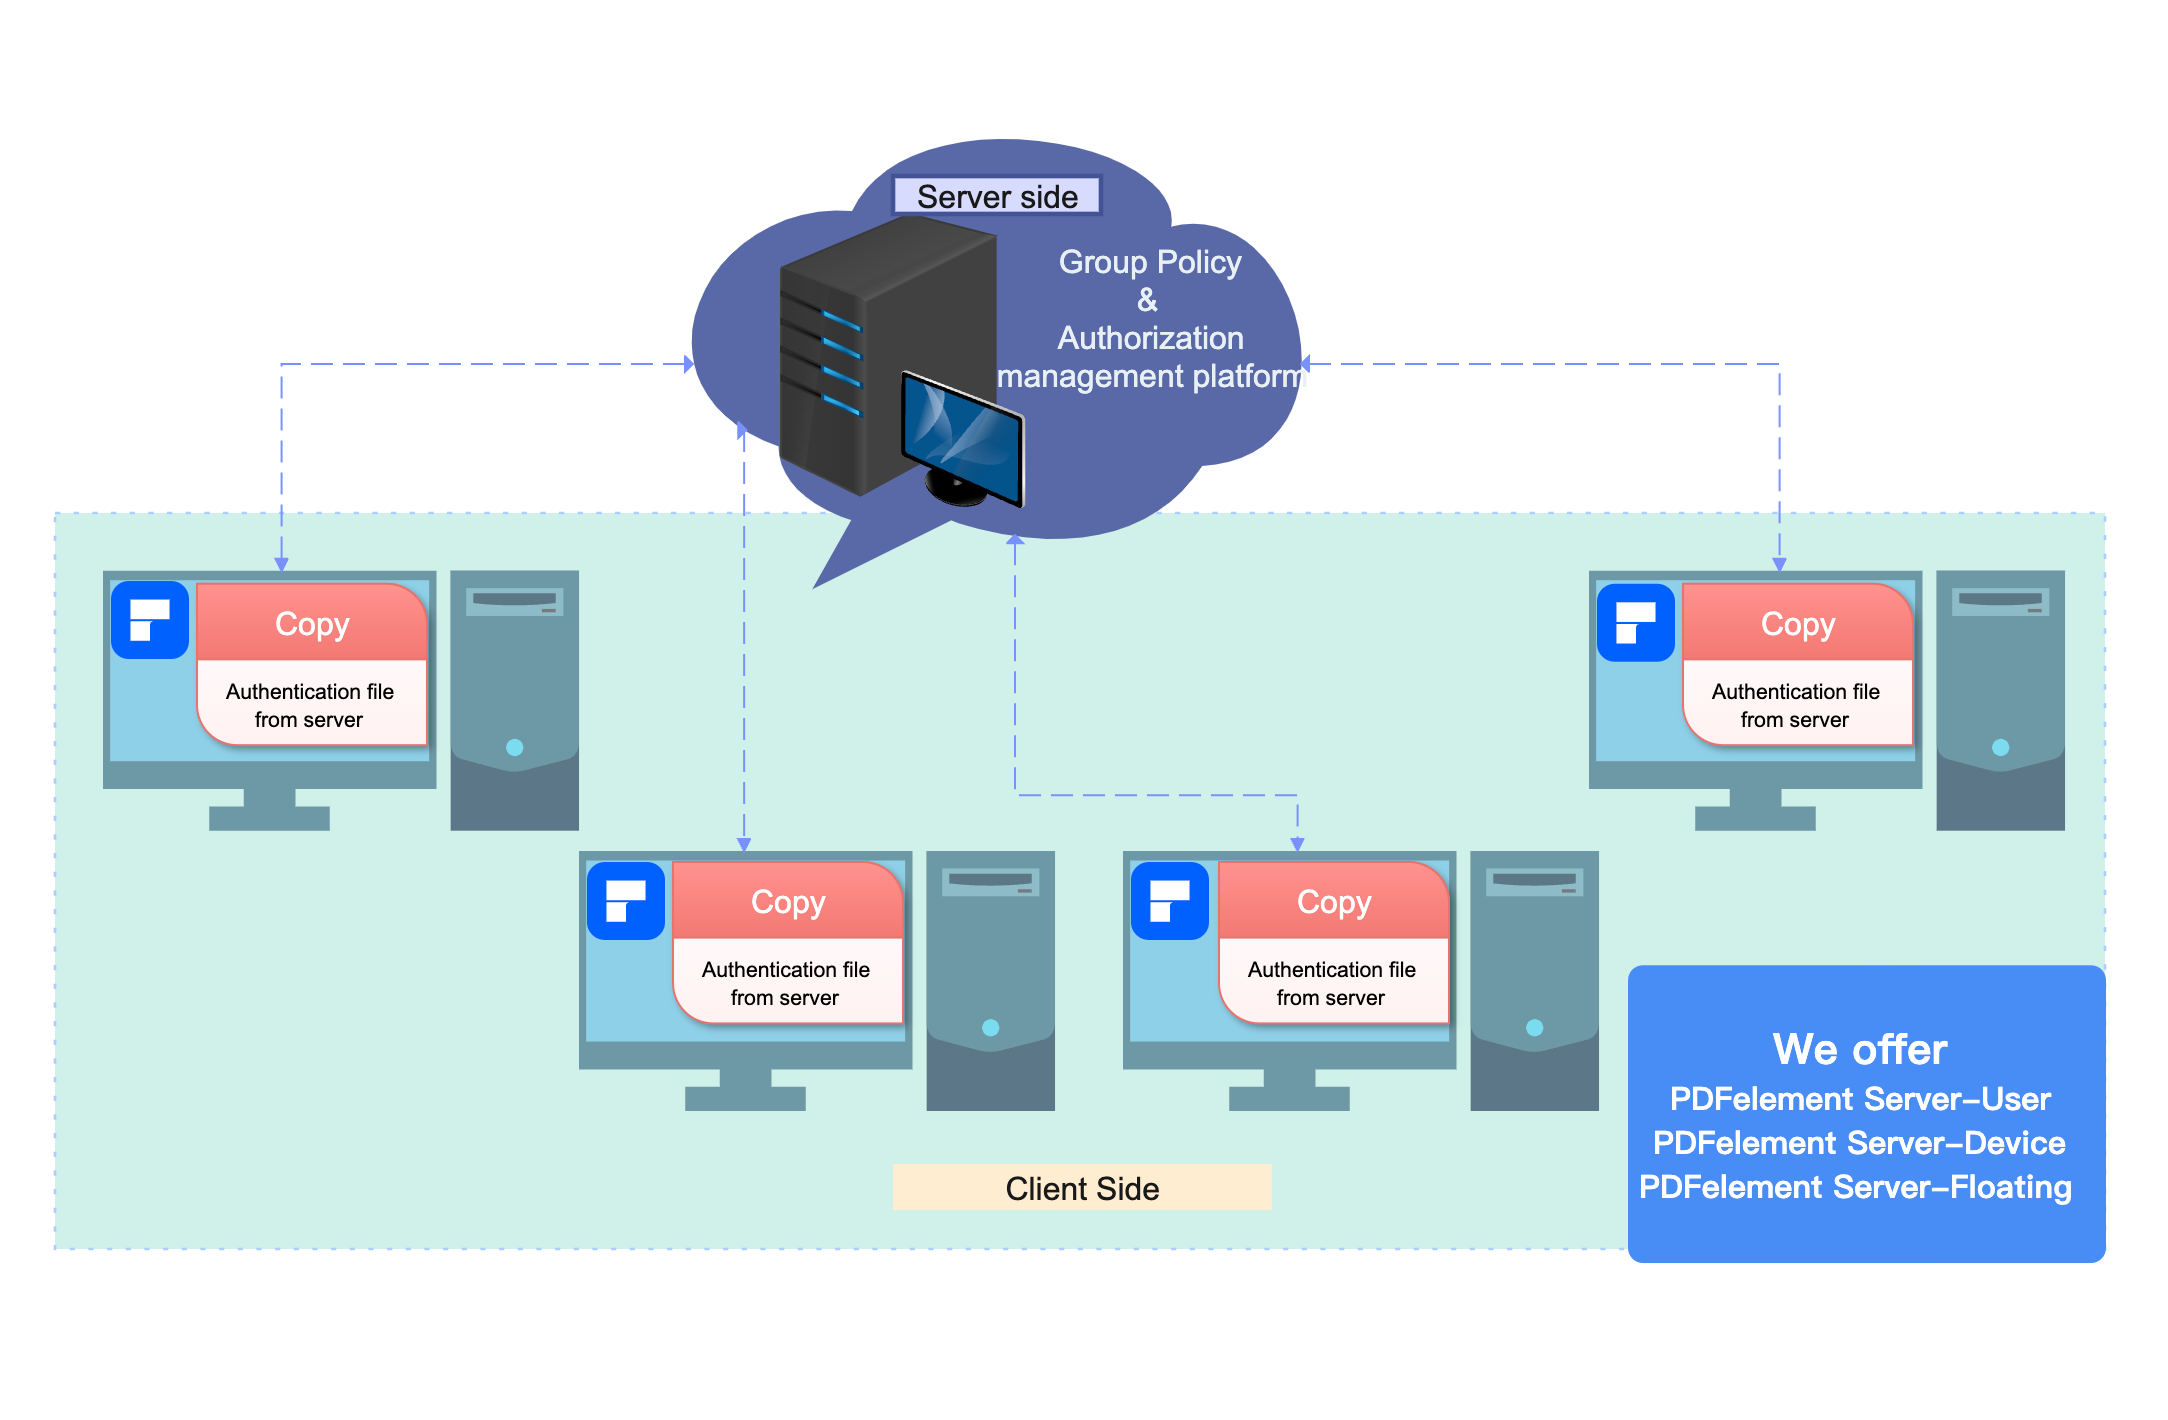 Server side
Group Policy
&
Authorization
management platform
Copy
Authentication file
from server
Copy
Authentication file
from server
Copy
Authentication file
from server
Copy
Authentication file
from server
We offer
PDFelement Server–User
PDFelement Server–Device
PDFelement Server–Floating
Client Side